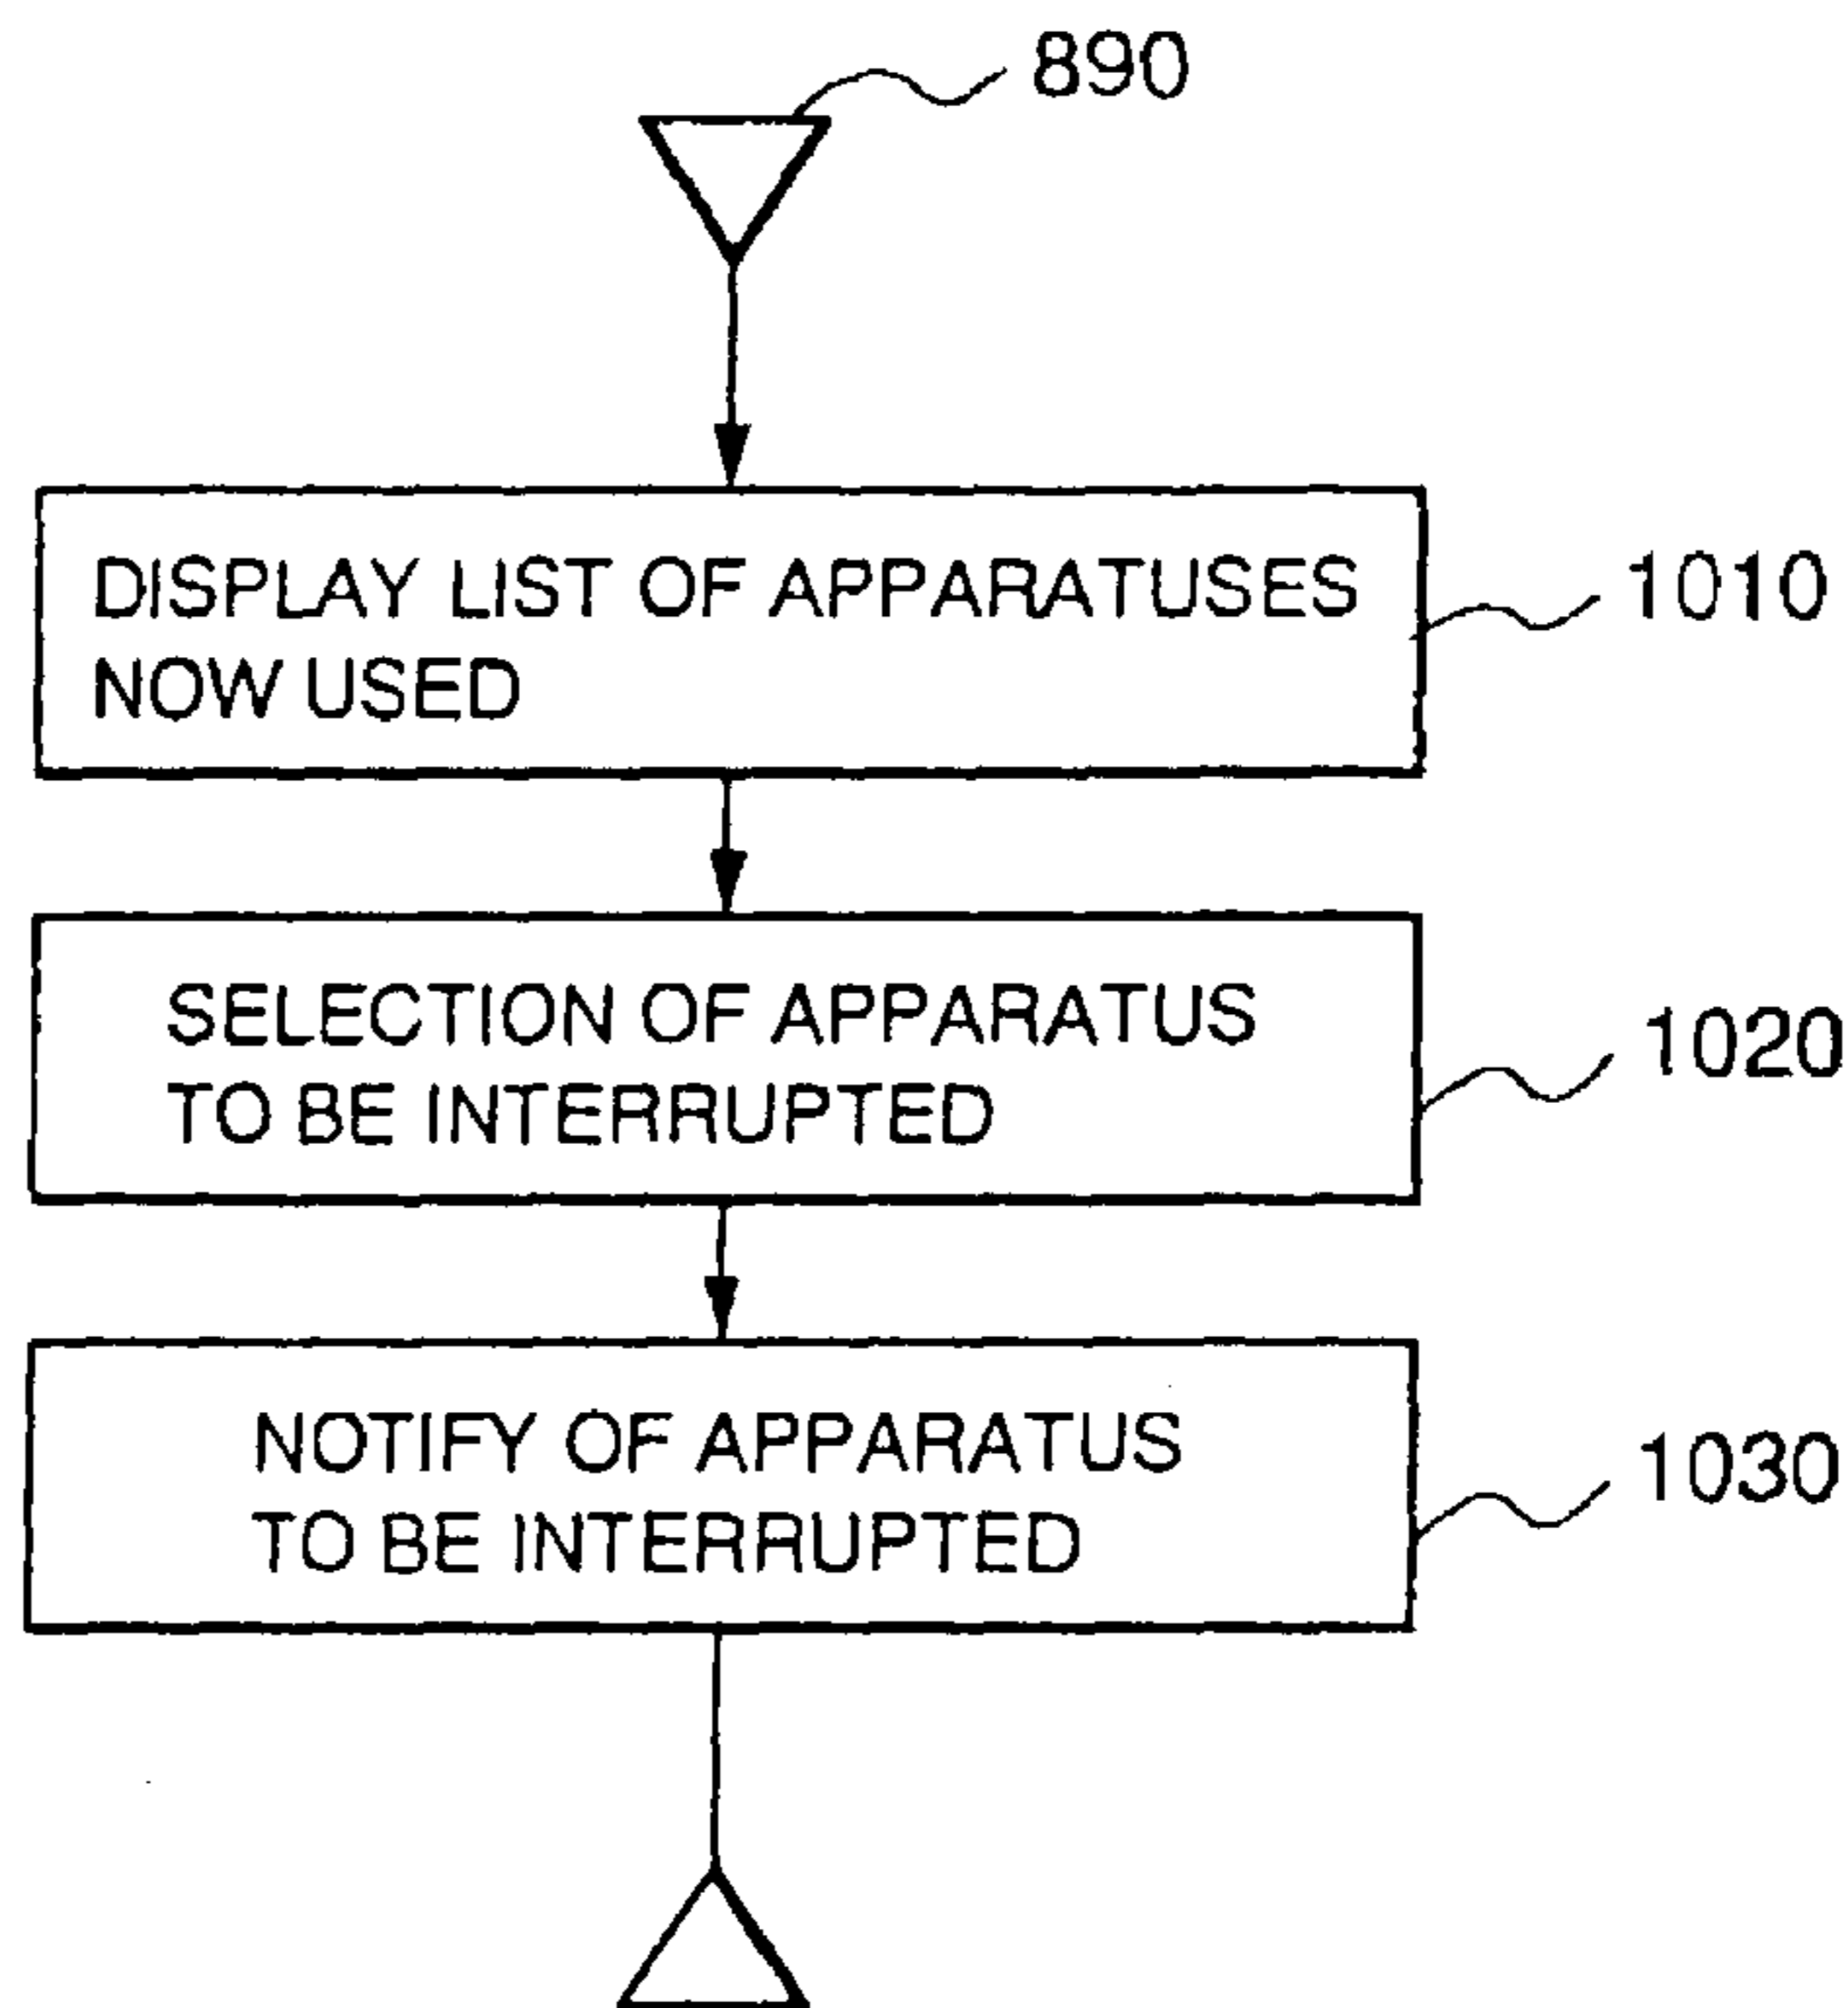 890
DISPLAY LIST OF APPARATUSES
NOW USED
1010
SELECTION OF APPARATUS
TO BE INTERRUPTED
1020
NOTIFY OF APPARATUS
TO BE INTERRUPTED
1030